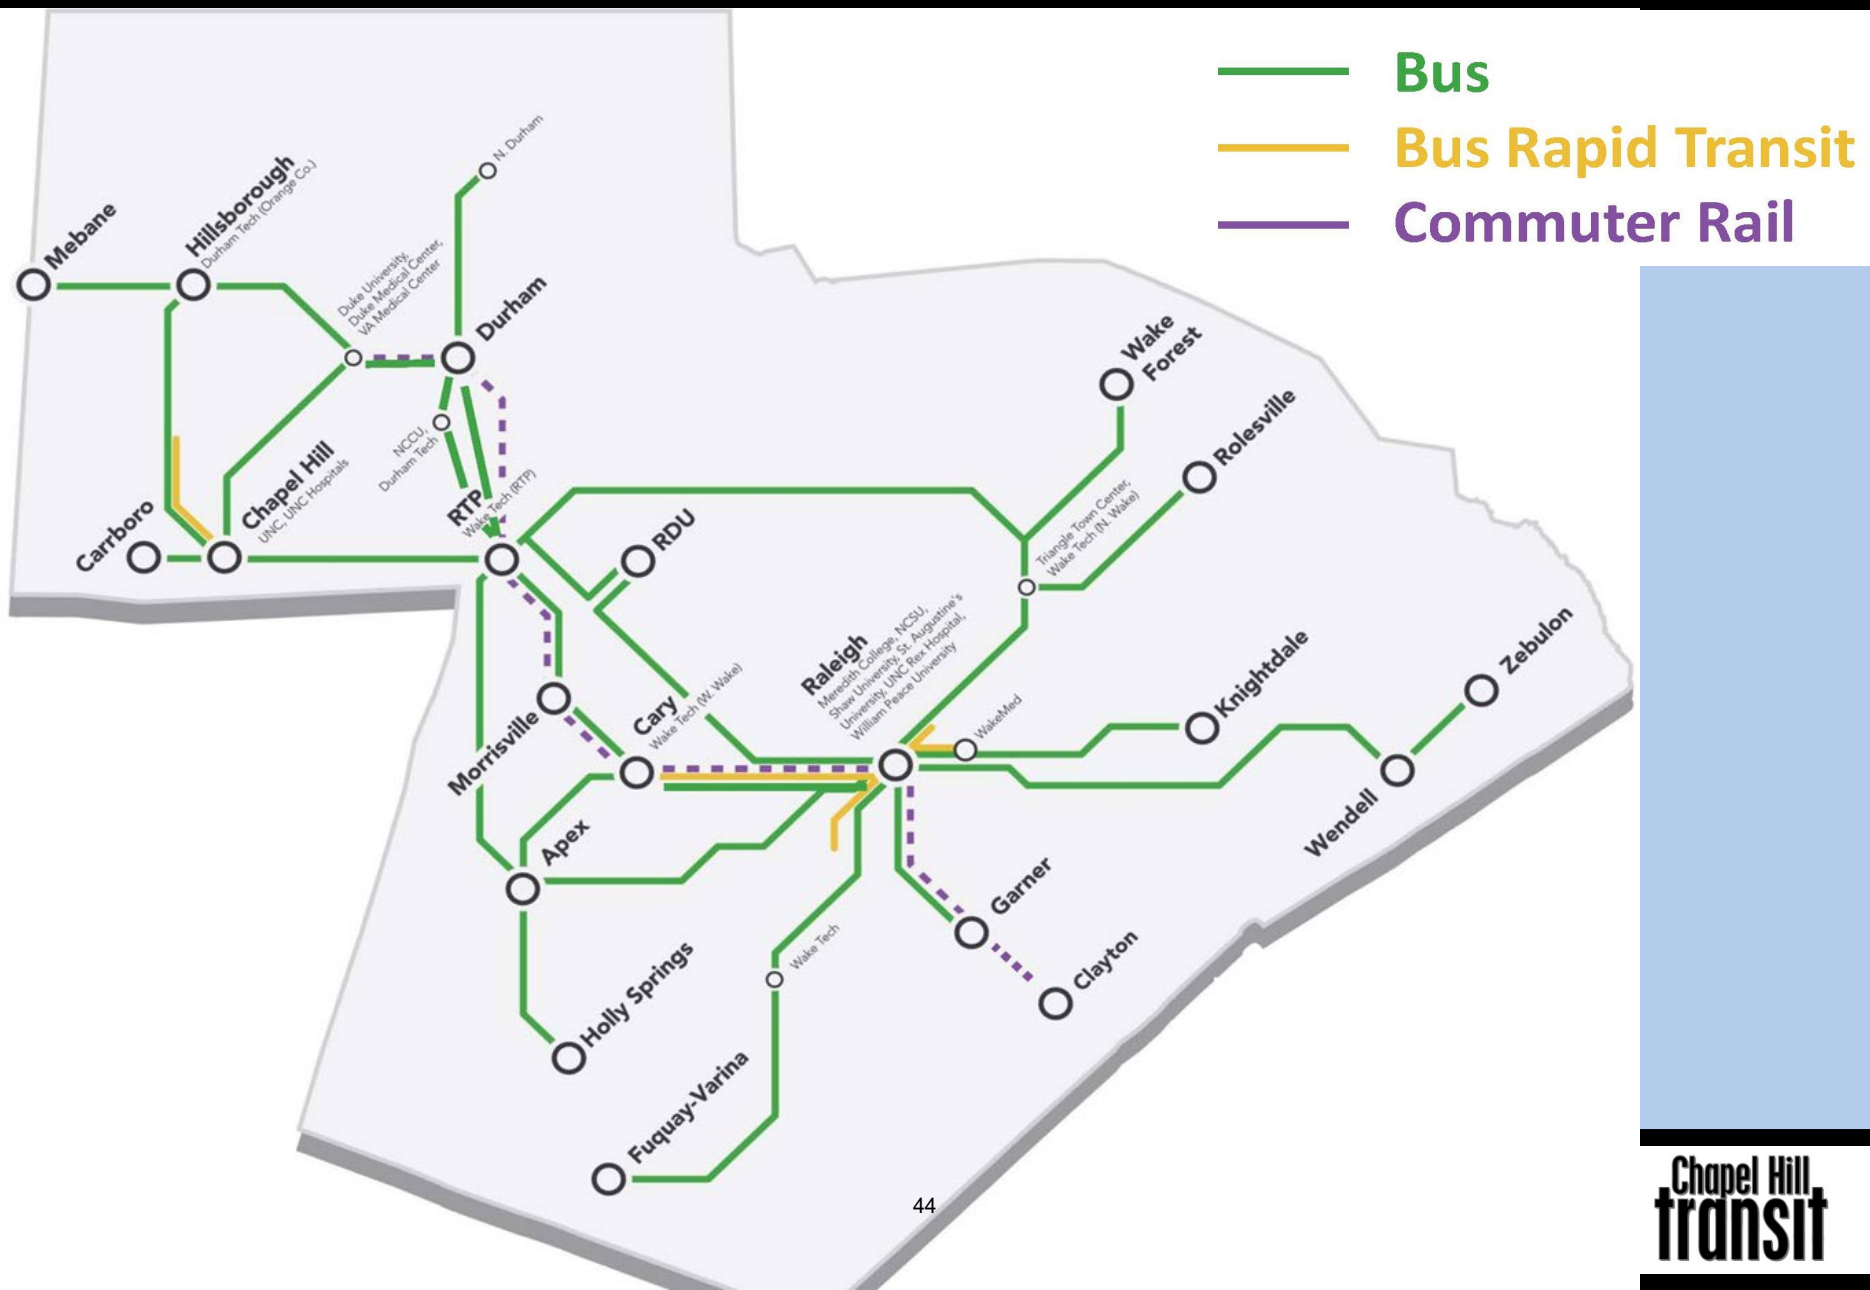 Bus
Bus Rapid Transit
Commuter Rail
N. Durham
Mebane
Hillsborough
Durham Tech (Orange Co.)
Duke University,
Duke Medical Center,
VA Medical Center
Durham
Wake
Forest
Rolesville
NCCU,
Durham Tech
Chapel Hill
UNC, UNC Hospitals
Carrboro
RTP
Wake Tech (RTP)
RDU
Triangle Town Center,
Wake Tech (N. Wake)
Raleigh
Meredith College, NCSU,
Shaw University, St. Augustine's
University, UNC Rex Hospital,
William Peace University
WakeMed
Knightdale
Zebulon
Cary
Wake Tech (W. Wake)
Morrisville
Wendell
Apex
Garner
Clayton
Wake Tech
Holly Springs
Fuquay-Varina
44
Chapel Hill
transit